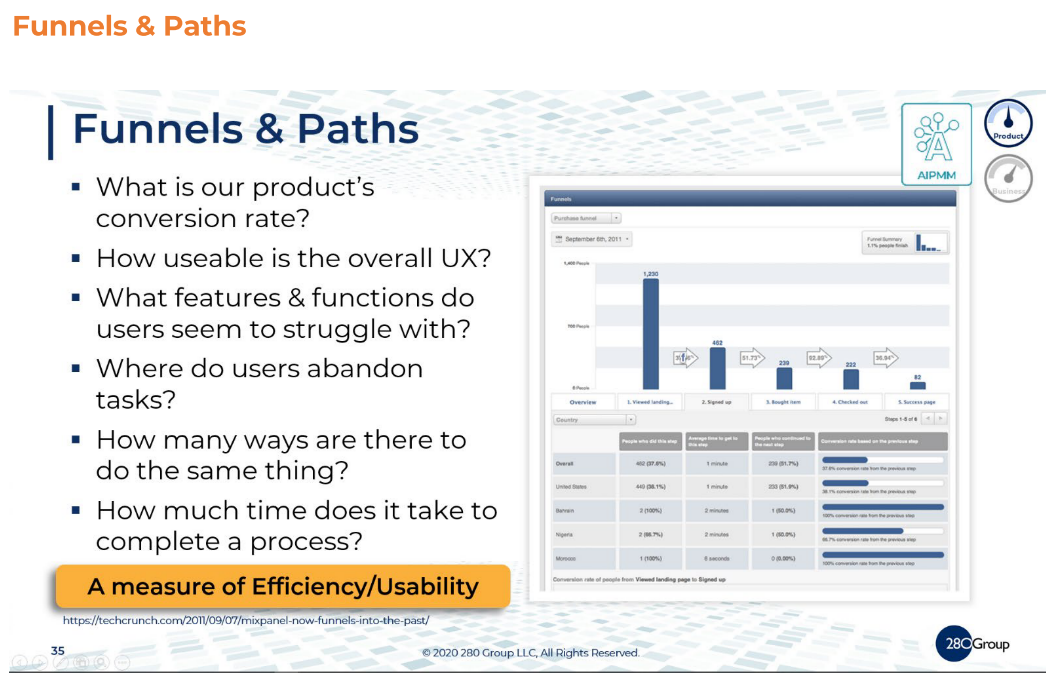 Funnels & Paths
Funnels & Paths
AIPMM
Product
Business
What is our product's
conversion rate?
How useable is the overall UX?
What features & functions do
users seem to struggle with?
Where do users abandon
tasks?
How many ways are there to
do the same thing?
How much time does it take to
complete a process?
A measure of Efficiency/Usability
https://techcrunch.com/2011/09/07/mixpanel-now-funnels-into-the-past/
Funnels
Purchase funnel
September 6th, 2011
Funnel Summary
1.1% people finish
1,400 People
700 People
0 People
1,230
462
51.73%
239
92.88%
222
36.94%
82
Overview
1. Viewed landing...
2. Signed up
3. Bought item
4. Checked out
5. Success page
Country
Steps 1-5 of 6
People who did this step
Average time to get to this step
People who continued to the next step
Conversion rate based on the previous step
Overall 462 (37.6%) 1 minute 239 (51.7%)
37.6% conversion rate from the previous step
United States 440 (38.1%) 1 minute 233 (51.9%)
38.1% conversion rate from the previous step
Bahrain 2 (100%) 2 minutes 1 (50.0%)
100% conversion rate from the previous step
Nigeria 2 (66.7%) 2 minutes 1 (50.0%)
66.7% conversion rate from the previous step
Morocco 1 (100%) 6 seconds 0 (0.00%)
100% conversion rate from the previous step
Conversion rate of people from Viewed landing page to Signed up
35
© 2020 280 Group LLC, All Rights Reserved.
280Group